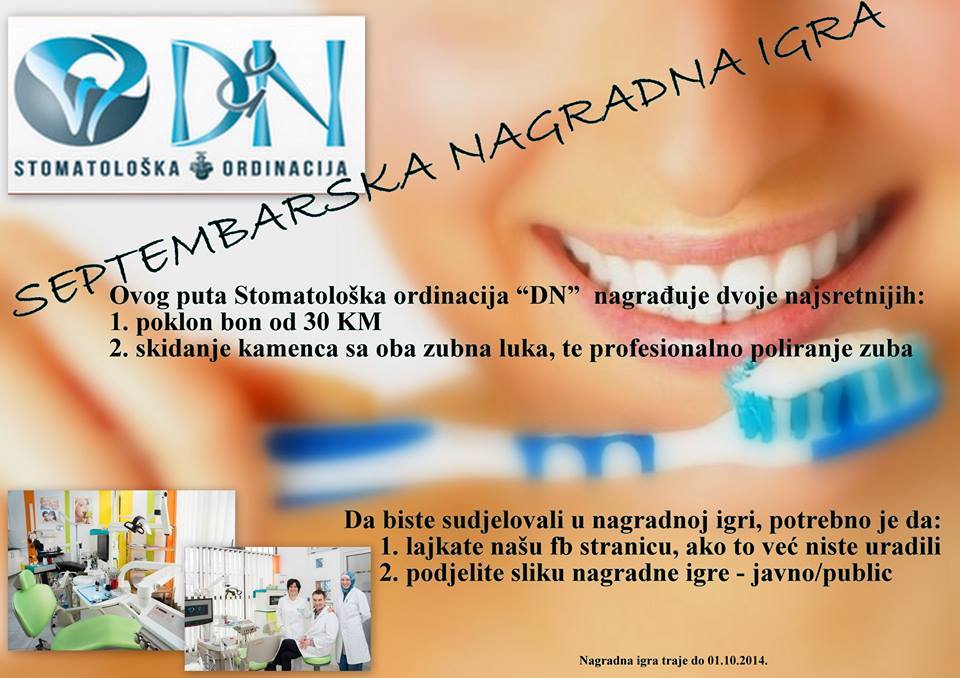 DN
STOMATOLOŠKA ORDINACIJA
SEPTEMBARSKA NAGRADNA IGRA
Ovog puta Stomatološka ordinacija “DN” nagrađuje dvoje najsretnijih:
1. poklon bon od 30 KM
2. skidanje kamenca sa oba zubna luka, te profesionalno poliranje zuba
Da biste sudjelovali u nagradnoj igri, potrebno je da:
1. lajkate našu fb stranicu, ako to već niste uradili
2. podjelite sliku nagradne igre - javno/public
Nagradna igra traje do 01.10.2014.